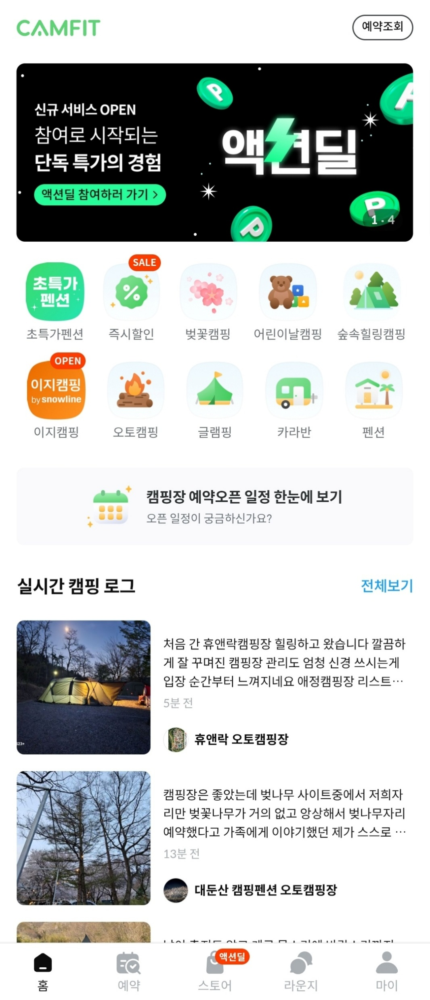 CAMFIT
예약조회
신규 서비스 OPEN
참여로 시작되는
단독 특가의 경험
액션딜 참여하러 가기 >
액션딜
P
A
P
P
1 · 4
초특가
펜션
SALE
초특가펜션
즉시할인
벚꽃캠핑
어린이날캠핑
숲속힐링캠핑
OPEN
이지캠핑
by snowline
이지캠핑
오토캠핑
글램핑
카라반
펜션
캠핑장 예약오픈 일정 한눈에 보기
오픈 일정이 궁금하신가요?
실시간 캠핑 로그
전체보기
처음 간 휴앤락캠핑장 힐링하고 왔습니다 깔끔하
게 잘 꾸며진 캠핑장 관리도 엄청 신경 쓰시는게
입장 순간부터 느껴지네요 애정캠핑장 리스트…
5분 전
S23+
휴앤락 오토캠핑장
캠핑장은 좋았는데 벚나무 사이트중에서 저희자
리만 벚꽃나무가 거의 없고 앙상해서 벚나무자리
예약했다고 가족에게 이야기했던 제가 스스로 …
13분 전
대둔산 캠핑펜션 오토캠핑장
액션딜
홈
예약
스토어
라운지
마이